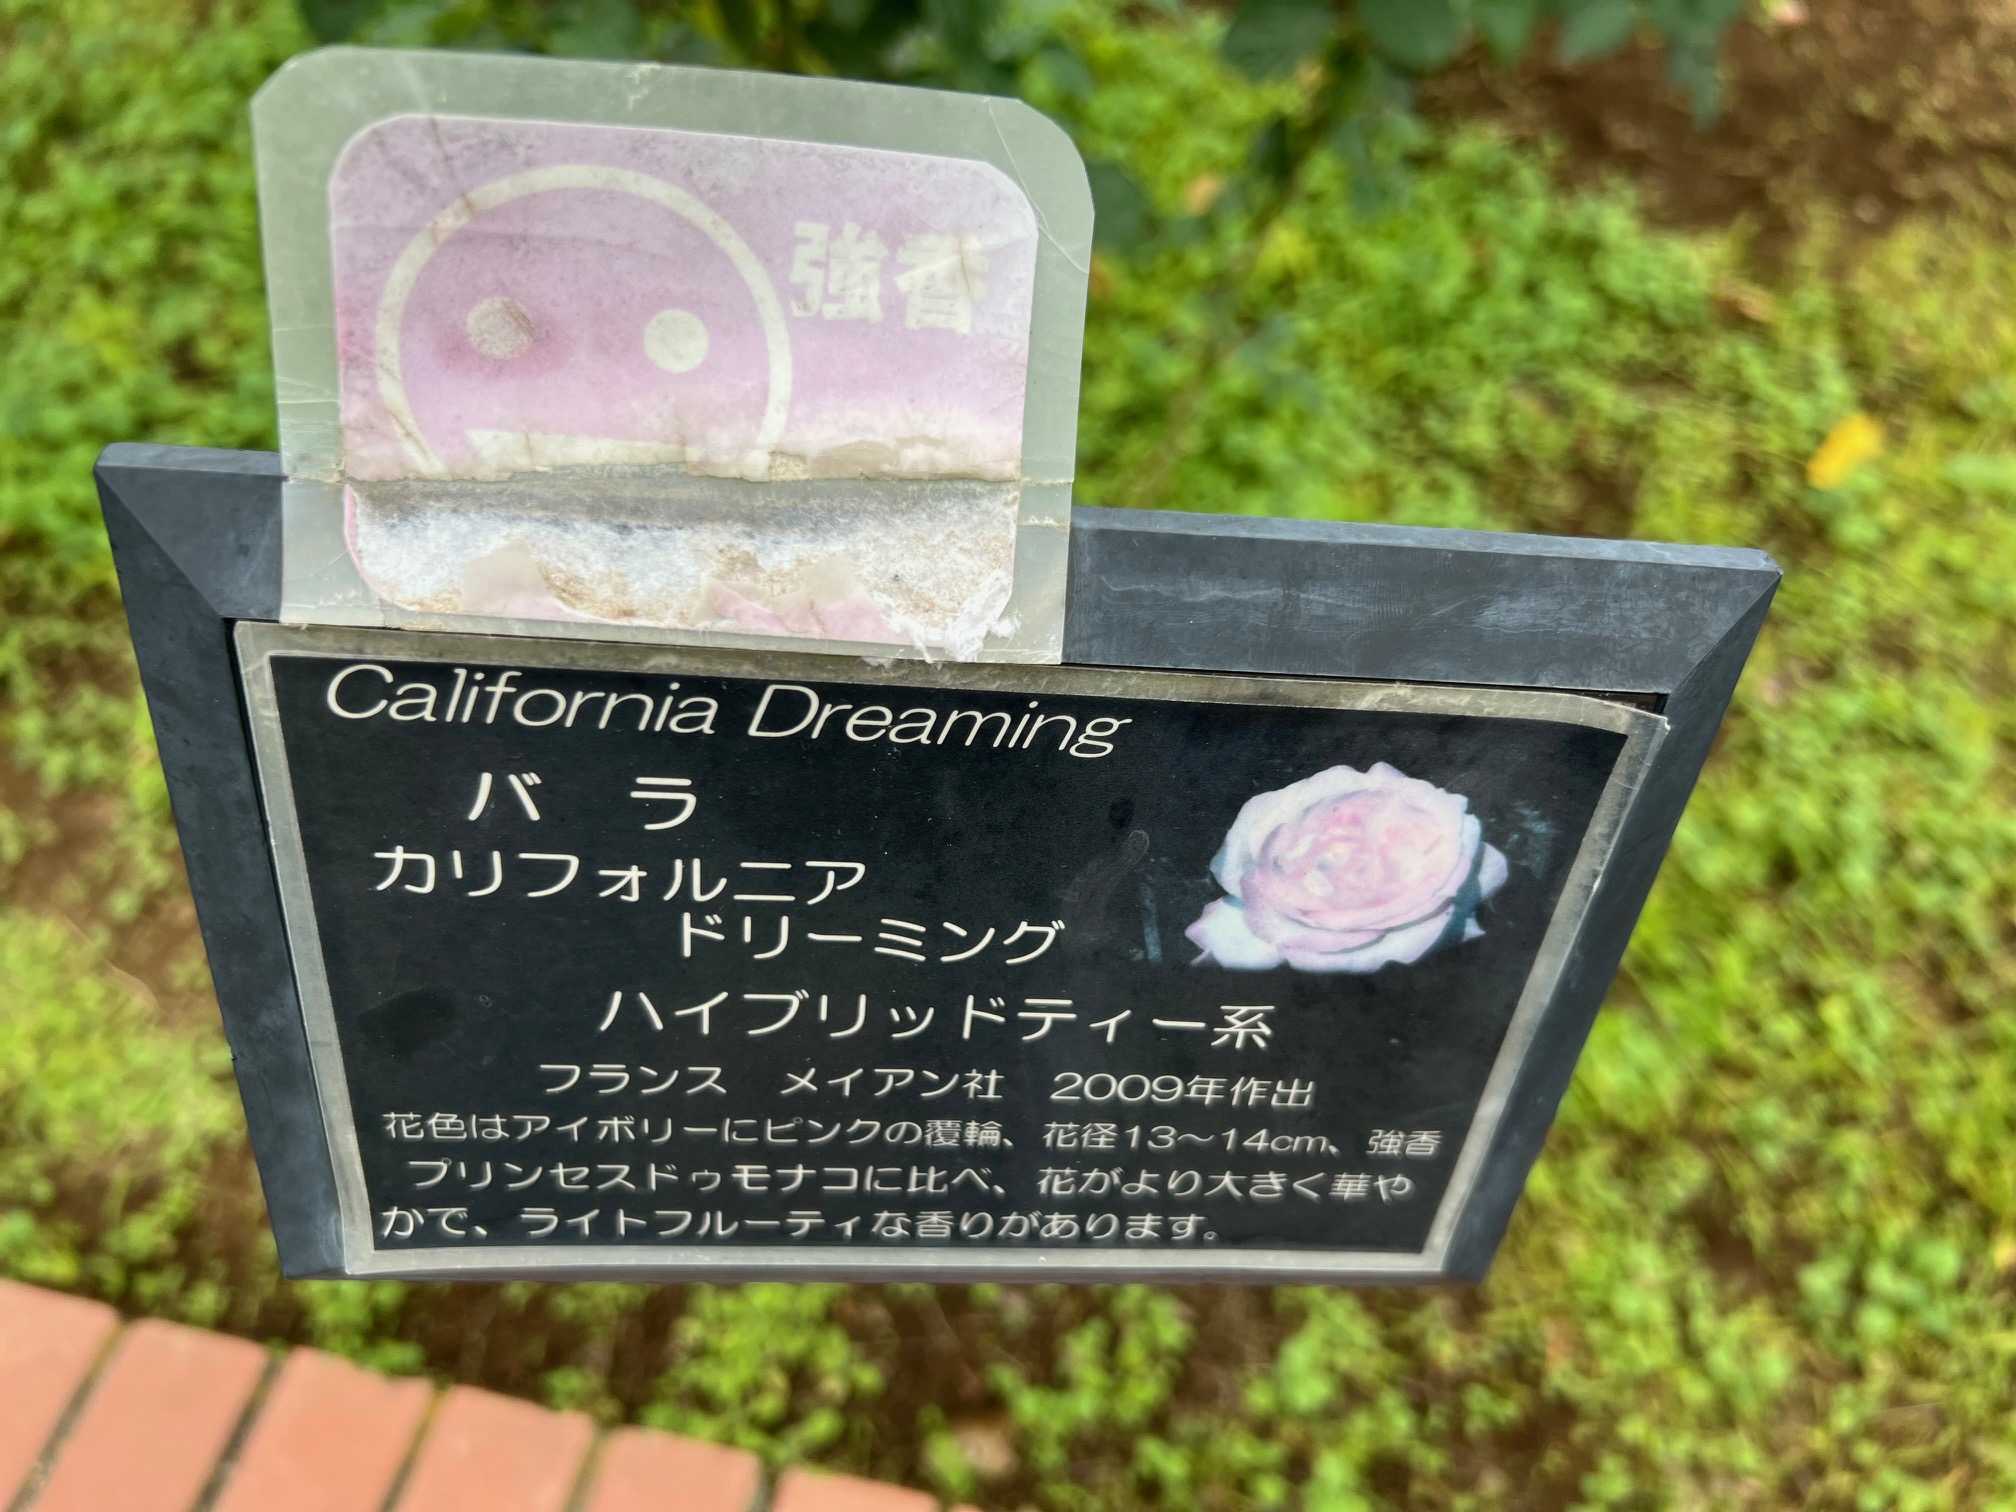 強香
California Dreaming
バ　ラ
カリフォルニア
ドリーミング
ハイブリッドティー系
フランス　メイアン社　2009年作出
花色はアイボリーにピンクの覆輪、花径13～14cm、強香
プリンセスドゥモナコに比べ、花がより大きく華や
かで、ライトフルーティな香りがあります。